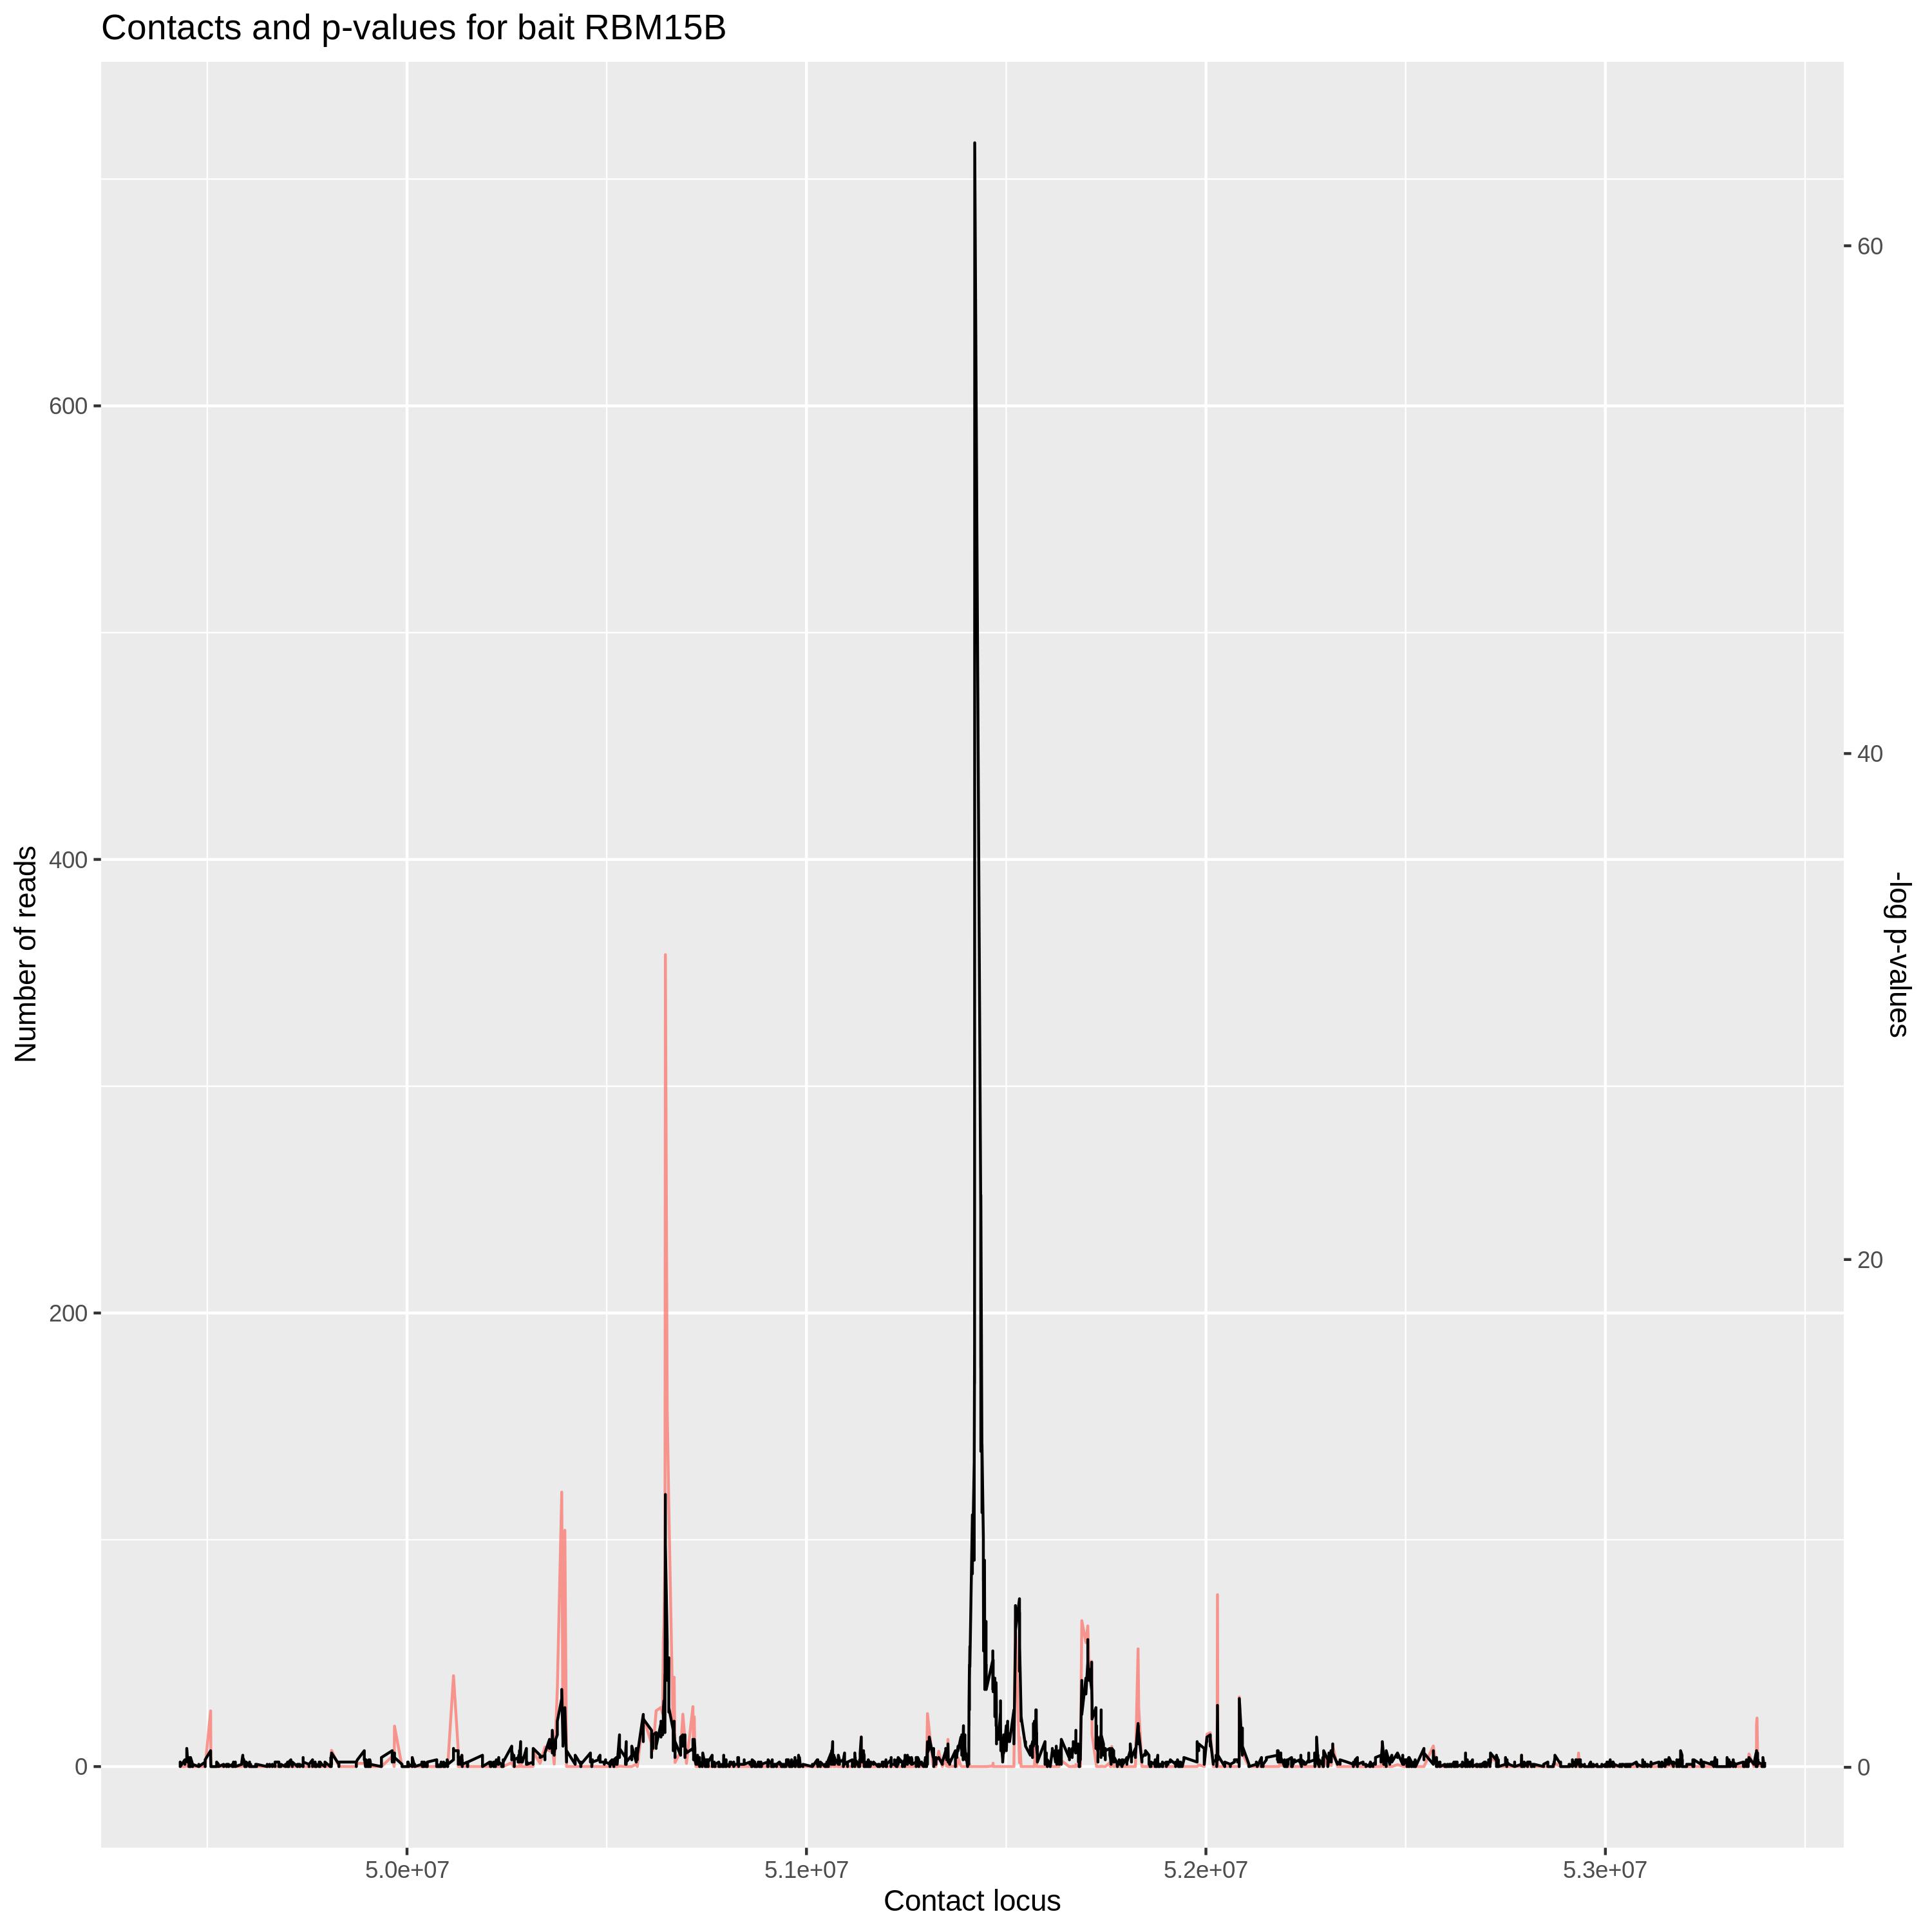 Contacts and p-values for bait RBM15B
600
400
200
0
60
40
20
0
Number of reads
-log p-values
5.0e+07
5.1e+07
5.2e+07
5.3e+07
Contact locus